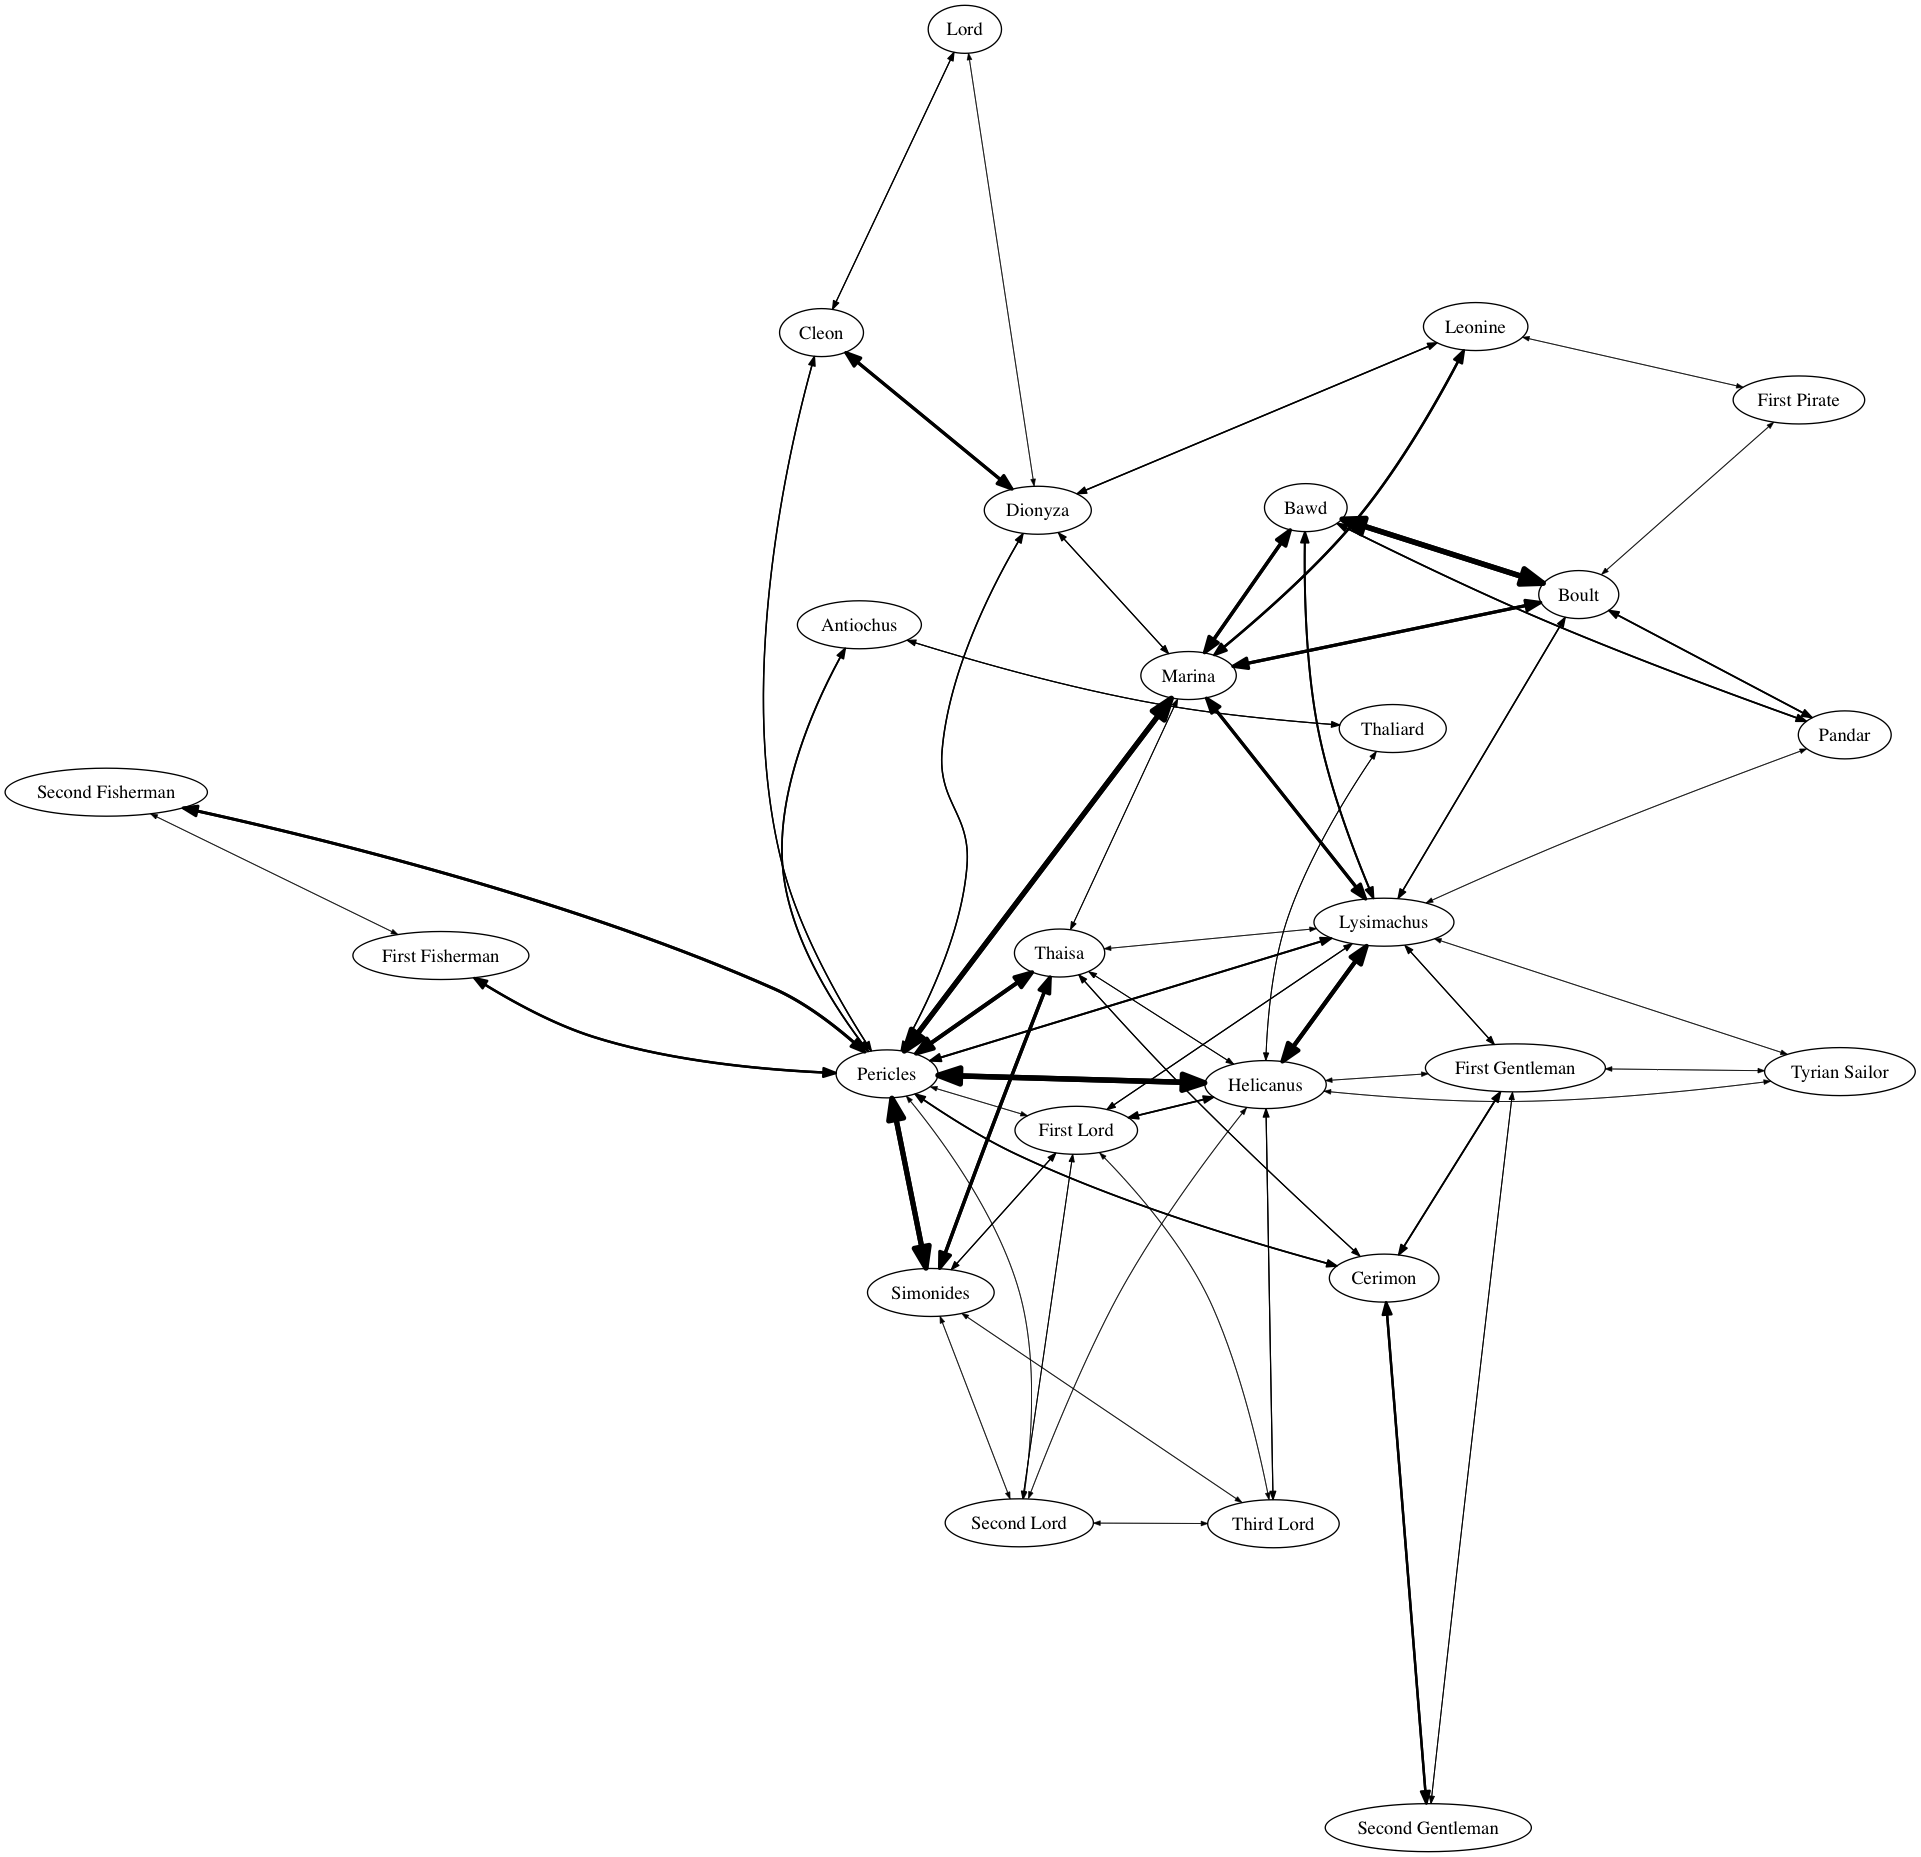 Lord
Leonine
Cleon
First Pirate
Bawd
Dionyza
Boult
Antiochus
Marina
Thaliard
Pandar
Second Fisherman
Lysimachus
Thaisa
First Fisherman
First Gentleman
Tyrian Sailor
Pericles
Helicanus
First Lord
Cerimon
Simonides
Second Lord
Third Lord
Second Gentleman